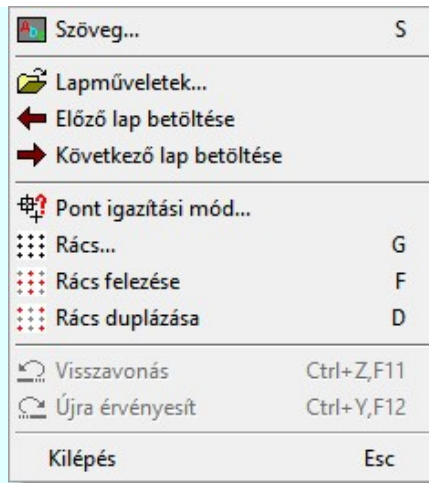 Szöveg... S
Lapműveletek...
Előző lap betöltése
Következő lap betöltése
Pont igazítási mód...
Rács... G
Rács felezése F
Rács duplázása D
Visszavonás Ctrl+Z,F11
Újra érvényesít Ctrl+Y,F12
Kilépés Esc